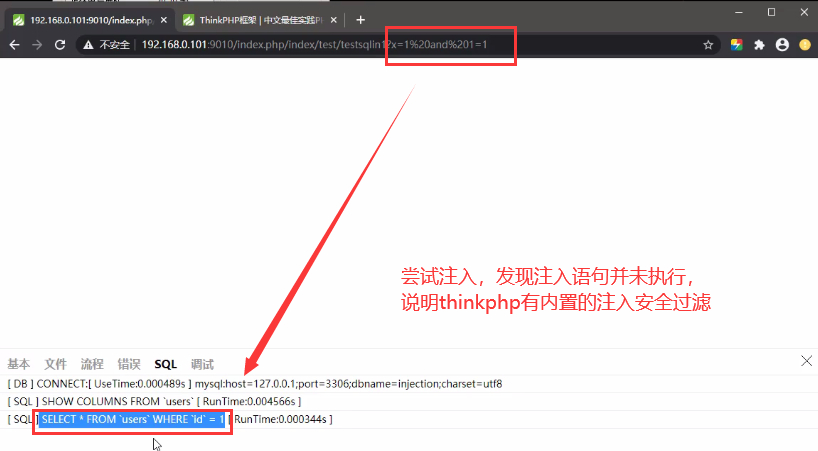 192.168.0.101:9010/index.php
ThinkPHP框架 | 中文最佳实践PH
不安全 192.168.0.101:9010/index.php/index/test/testsqlin1?x=1%20and%201=1
尝试注入，发现注入语句并未执行，
说明thinkphp有内置的注入安全过滤
基本 文件 流程 错误 SQL 调试
[ DB ] CONNECT:[ UseTime:0.000489s ] mysql:host=127.0.0.1;port=3306;dbname=injection;charset=utf8
[ SQL ] SHOW COLUMNS FROM `users` [ RunTime:0.004566s ]
[ SQL ] SELECT * FROM `users` WHERE `id` = 1 [ RunTime:0.000344s ]